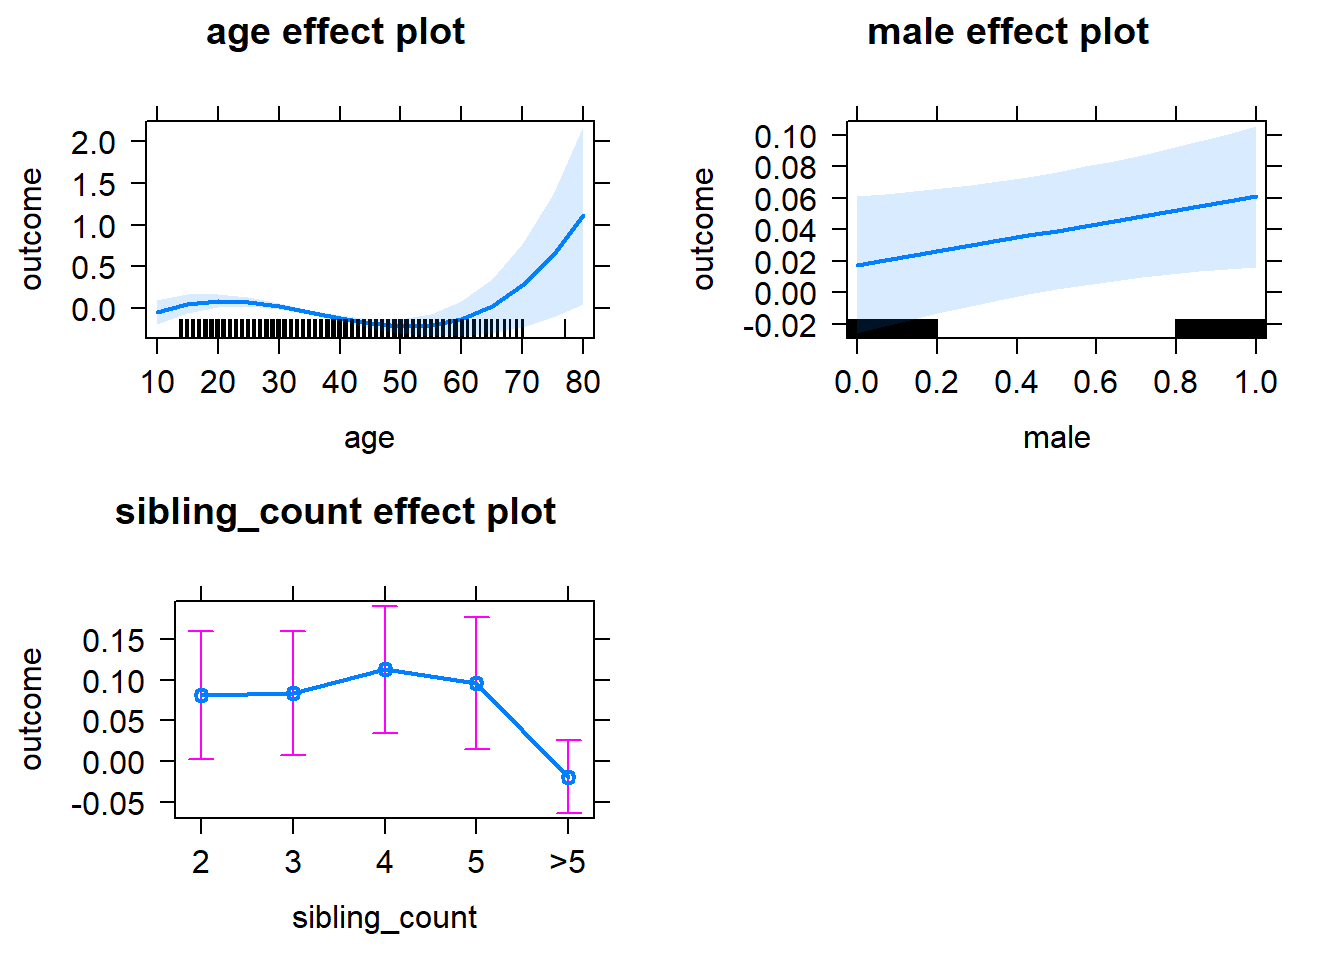 age effect plot
outcome
2.0
1.5
1.0
0.5
0.0
10 20 30 40 50 60 70 80
age
male effect plot
outcome
0.10
0.08
0.06
0.04
0.02
0.00
-0.02
0.0 0.2 0.4 0.6 0.8 1.0
male
sibling_count effect plot
outcome
0.15
0.10
0.05
0.00
-0.05
2 3 4 5 >5
sibling_count